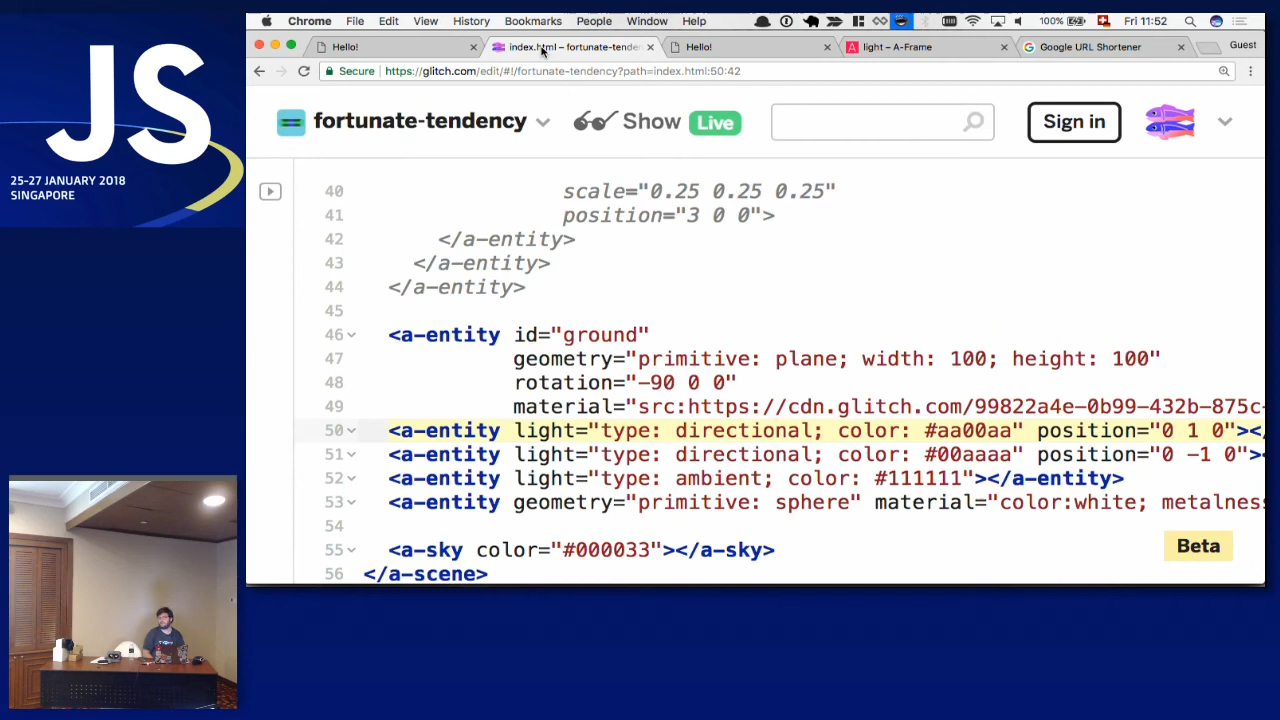 JS
25-27 JANUARY 2018
SINGAPORE
Chrome File Edit View History Bookmarks People Window Help 100% Fri 11:52
Hello! index.html – fortunate-tenden Hello! light – A-Frame Google URL Shortener Guest
Secure https://glitch.com/edit/#!/fortunate-tendency?path=index.html:50:42
fortunate-tendency Show Live Sign in
40 scale="0.25 0.25 0.25"
41 position="3 0 0">
42 </a-entity>
43 </a-entity>
44 </a-entity>
45
46 <a-entity id="ground"
47 geometry="primitive: plane; width: 100; height: 100"
48 rotation="-90 0 0"
49 material="src:https://cdn.glitch.com/99822a4e-0b99-432b-875c-
50 <a-entity light="type: directional; color: #aa00aa" position="0 1 0"></
51 <a-entity light="type: directional; color: #00aaaa" position="0 -1 0">
52 <a-entity light="type: ambient; color: #111111"></a-entity>
53 <a-entity geometry="primitive: sphere" material="color:white; metalness
54
55 <a-sky color="#000033"></a-sky>
56 </a-scene>
Beta